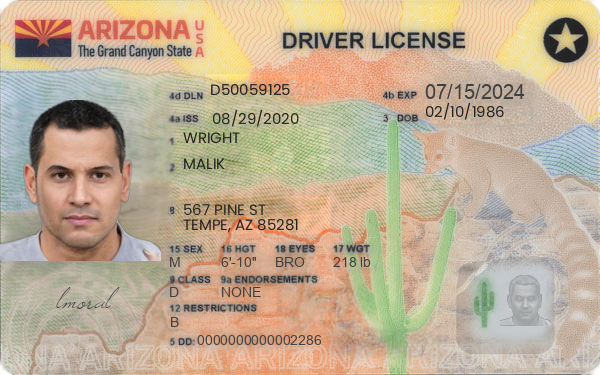 ARIZONA USA
The Grand Canyon State
DRIVER LICENSE
4d DLN D50059125
4b EXP 07/15/2024
4a ISS 08/29/2020
3 DOB 02/10/1986
1 WRIGHT
2 MALIK
8 567 PINE ST
TEMPE, AZ 85281
15 SEX 16 HGT 18 EYES 17 WGT
M 6'-10" BRO 218 lb
9 CLASS 9a ENDORSEMENTS
D NONE
12 RESTRICTIONS
B
lmoral
5 DD: 0000000000002286
ARIZONA ARIZONA ARIZONA ARIZONA